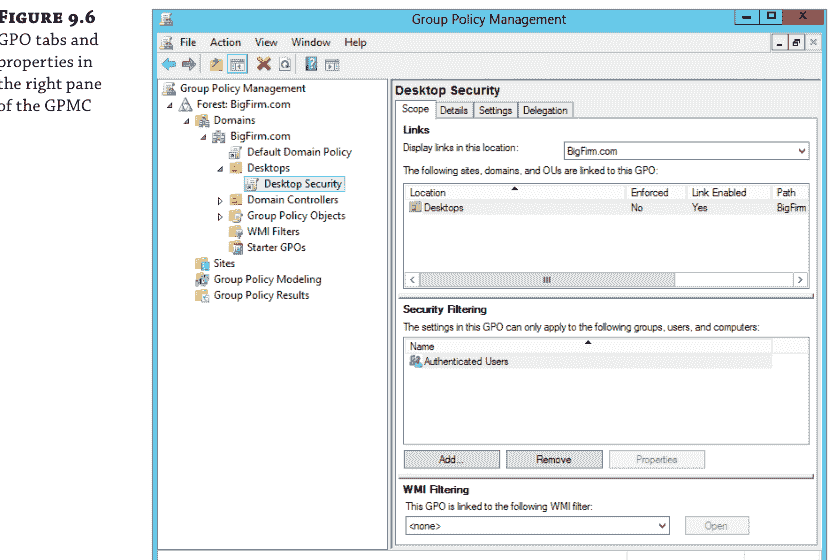 FIGURE 9.6
GPO tabs and
properties in
the right pane
of the GPMC
Group Policy Management
File Action View Window Help
Group Policy Management
Forest: BigFirm.com
Domains
BigFirm.com
Default Domain Policy
Desktops
Desktop Security
Domain Controllers
Group Policy Objects
WMI Filters
Starter GPOs
Sites
Group Policy Modeling
Group Policy Results
Desktop Security
Scope Details Settings Delegation
Links
Display links in this location: BigFirm.com
The following sites, domains, and OUs are linked to this GPO:
Location Enforced Link Enabled Path
Desktops No Yes BigFirm
Security Filtering
The settings in this GPO can only apply to the following groups, users, and computers:
Name
Authenticated Users
Add... Remove Properties
WMI Filtering
This GPO is linked to the following WMI filter:
<none> Open